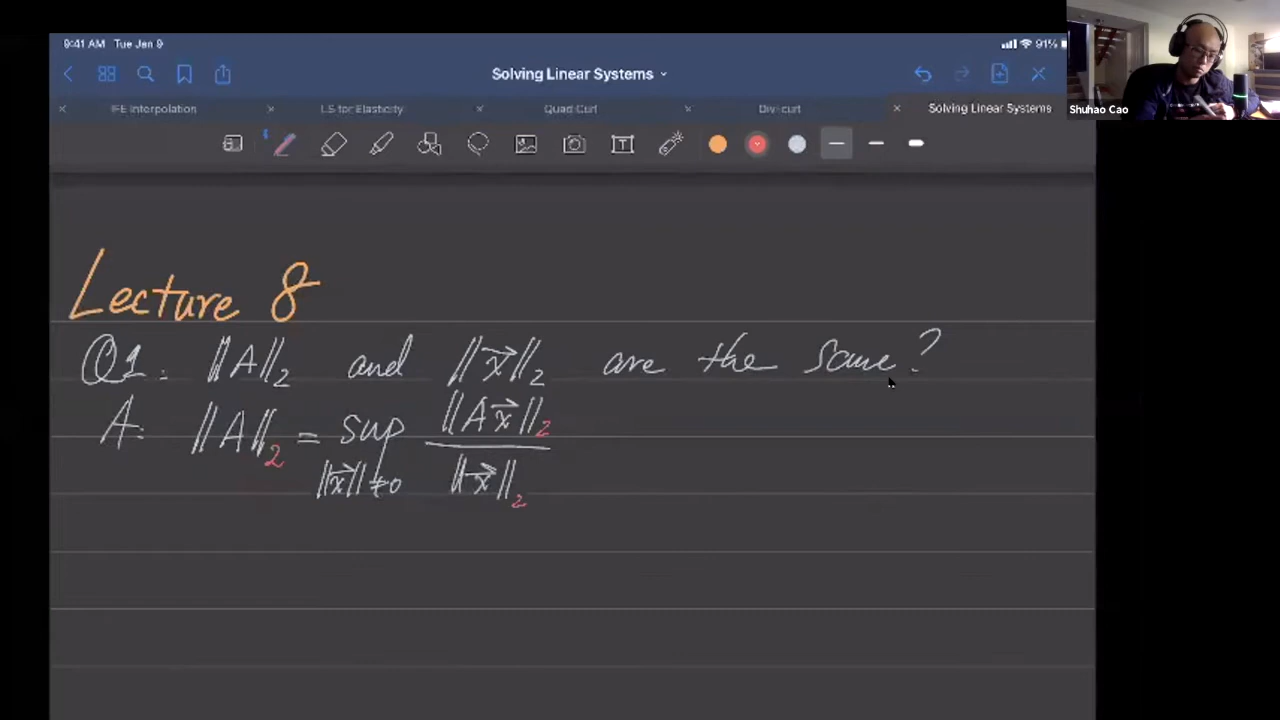 9:41 AM Tue Jan 9
91%
Solving Linear Systems
IFE Interpolation
LS for Elasticity
Quad Curl
Div-curl
Solving Linear Systems
Shuhao Cao
Lecture 8
Q1: ‖A‖₂ and ‖x⃗‖₂ are the same?
A: ‖A‖₂ = sup ‖Ax⃗‖₂
‖x⃗‖≠0 ‖x⃗‖₂